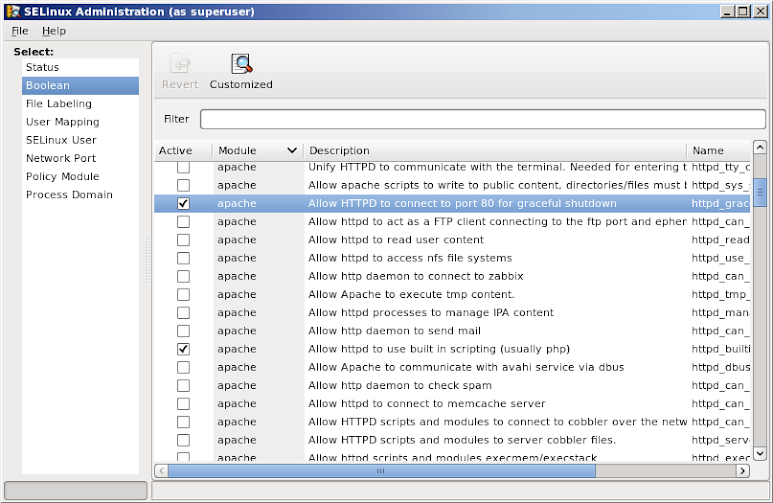 SELinux Administration (as superuser)
File Help
Select:
Status
Boolean
File Labeling
User Mapping
SELinux User
Network Port
Policy Module
Process Domain
Revert Customized
Filter
Active Module Description Name
apache Unify HTTPD to communicate with the terminal. Needed for entering t httpd_tty_c
apache Allow apache scripts to write to public content, directories/files must b httpd_sys_
apache Allow HTTPD to connect to port 80 for graceful shutdown httpd_grac
apache Allow httpd to act as a FTP client connecting to the ftp port and ephem httpd_can_
apache Allow httpd to read user content httpd_read
apache Allow httpd to access nfs file systems httpd_use_
apache Allow http daemon to connect to zabbix httpd_can_
apache Allow Apache to execute tmp content. httpd_tmp_
apache Allow httpd processes to manage IPA content httpd_man
apache Allow http daemon to send mail httpd_can_
apache Allow httpd to use built in scripting (usually php) httpd_builti
apache Allow Apache to communicate with avahi service via dbus httpd_dbus
apache Allow http daemon to check spam httpd_can_
apache Allow httpd to connect to memcache server httpd_can_
apache Allow HTTPD scripts and modules to connect to cobbler over the netw httpd_can_
apache Allow HTTPD scripts and modules to server cobbler files. httpd_serv
apache Allow httpd scripts and modules execmem/execstack httpd_exec